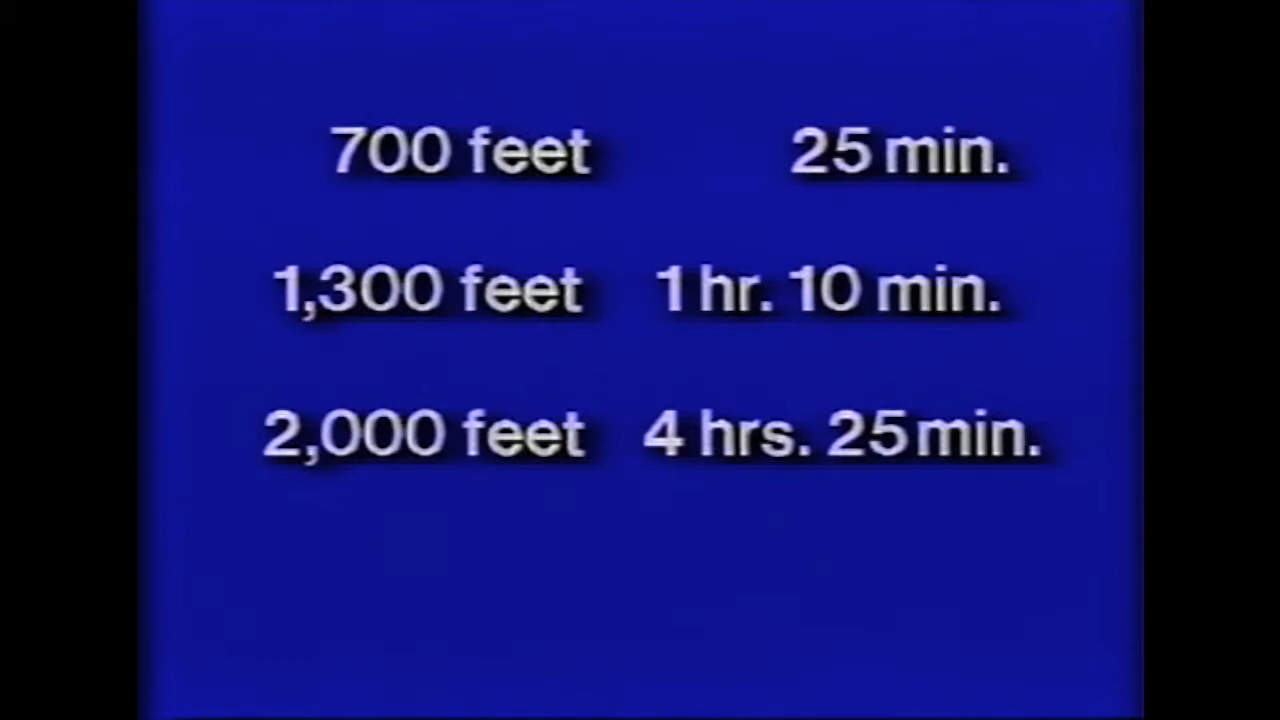 700 feet 25 min.
1,300 feet 1 hr. 10 min.
2,000 feet 4 hrs. 25 min.